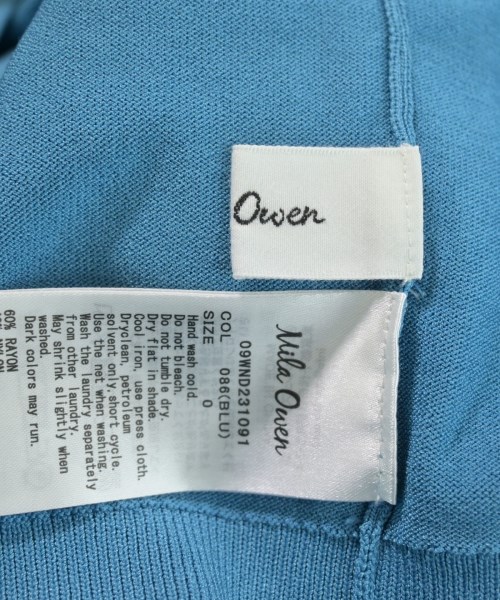 Owen
Mila Owen
09WND231091
COL 086(BLU)
SIZE 0
Hand wash cold.
Do not bleach.
Do not tumble dry.
Dry flat in shade
Cool iron, use press cloth.
Dryclean, petroleum
solvent only, short cycle.
Use the net when washing.
Wash the laundry separately
from other laundry.
May shrink slightly when
washed.
Dark colors may run.
60% RAYON